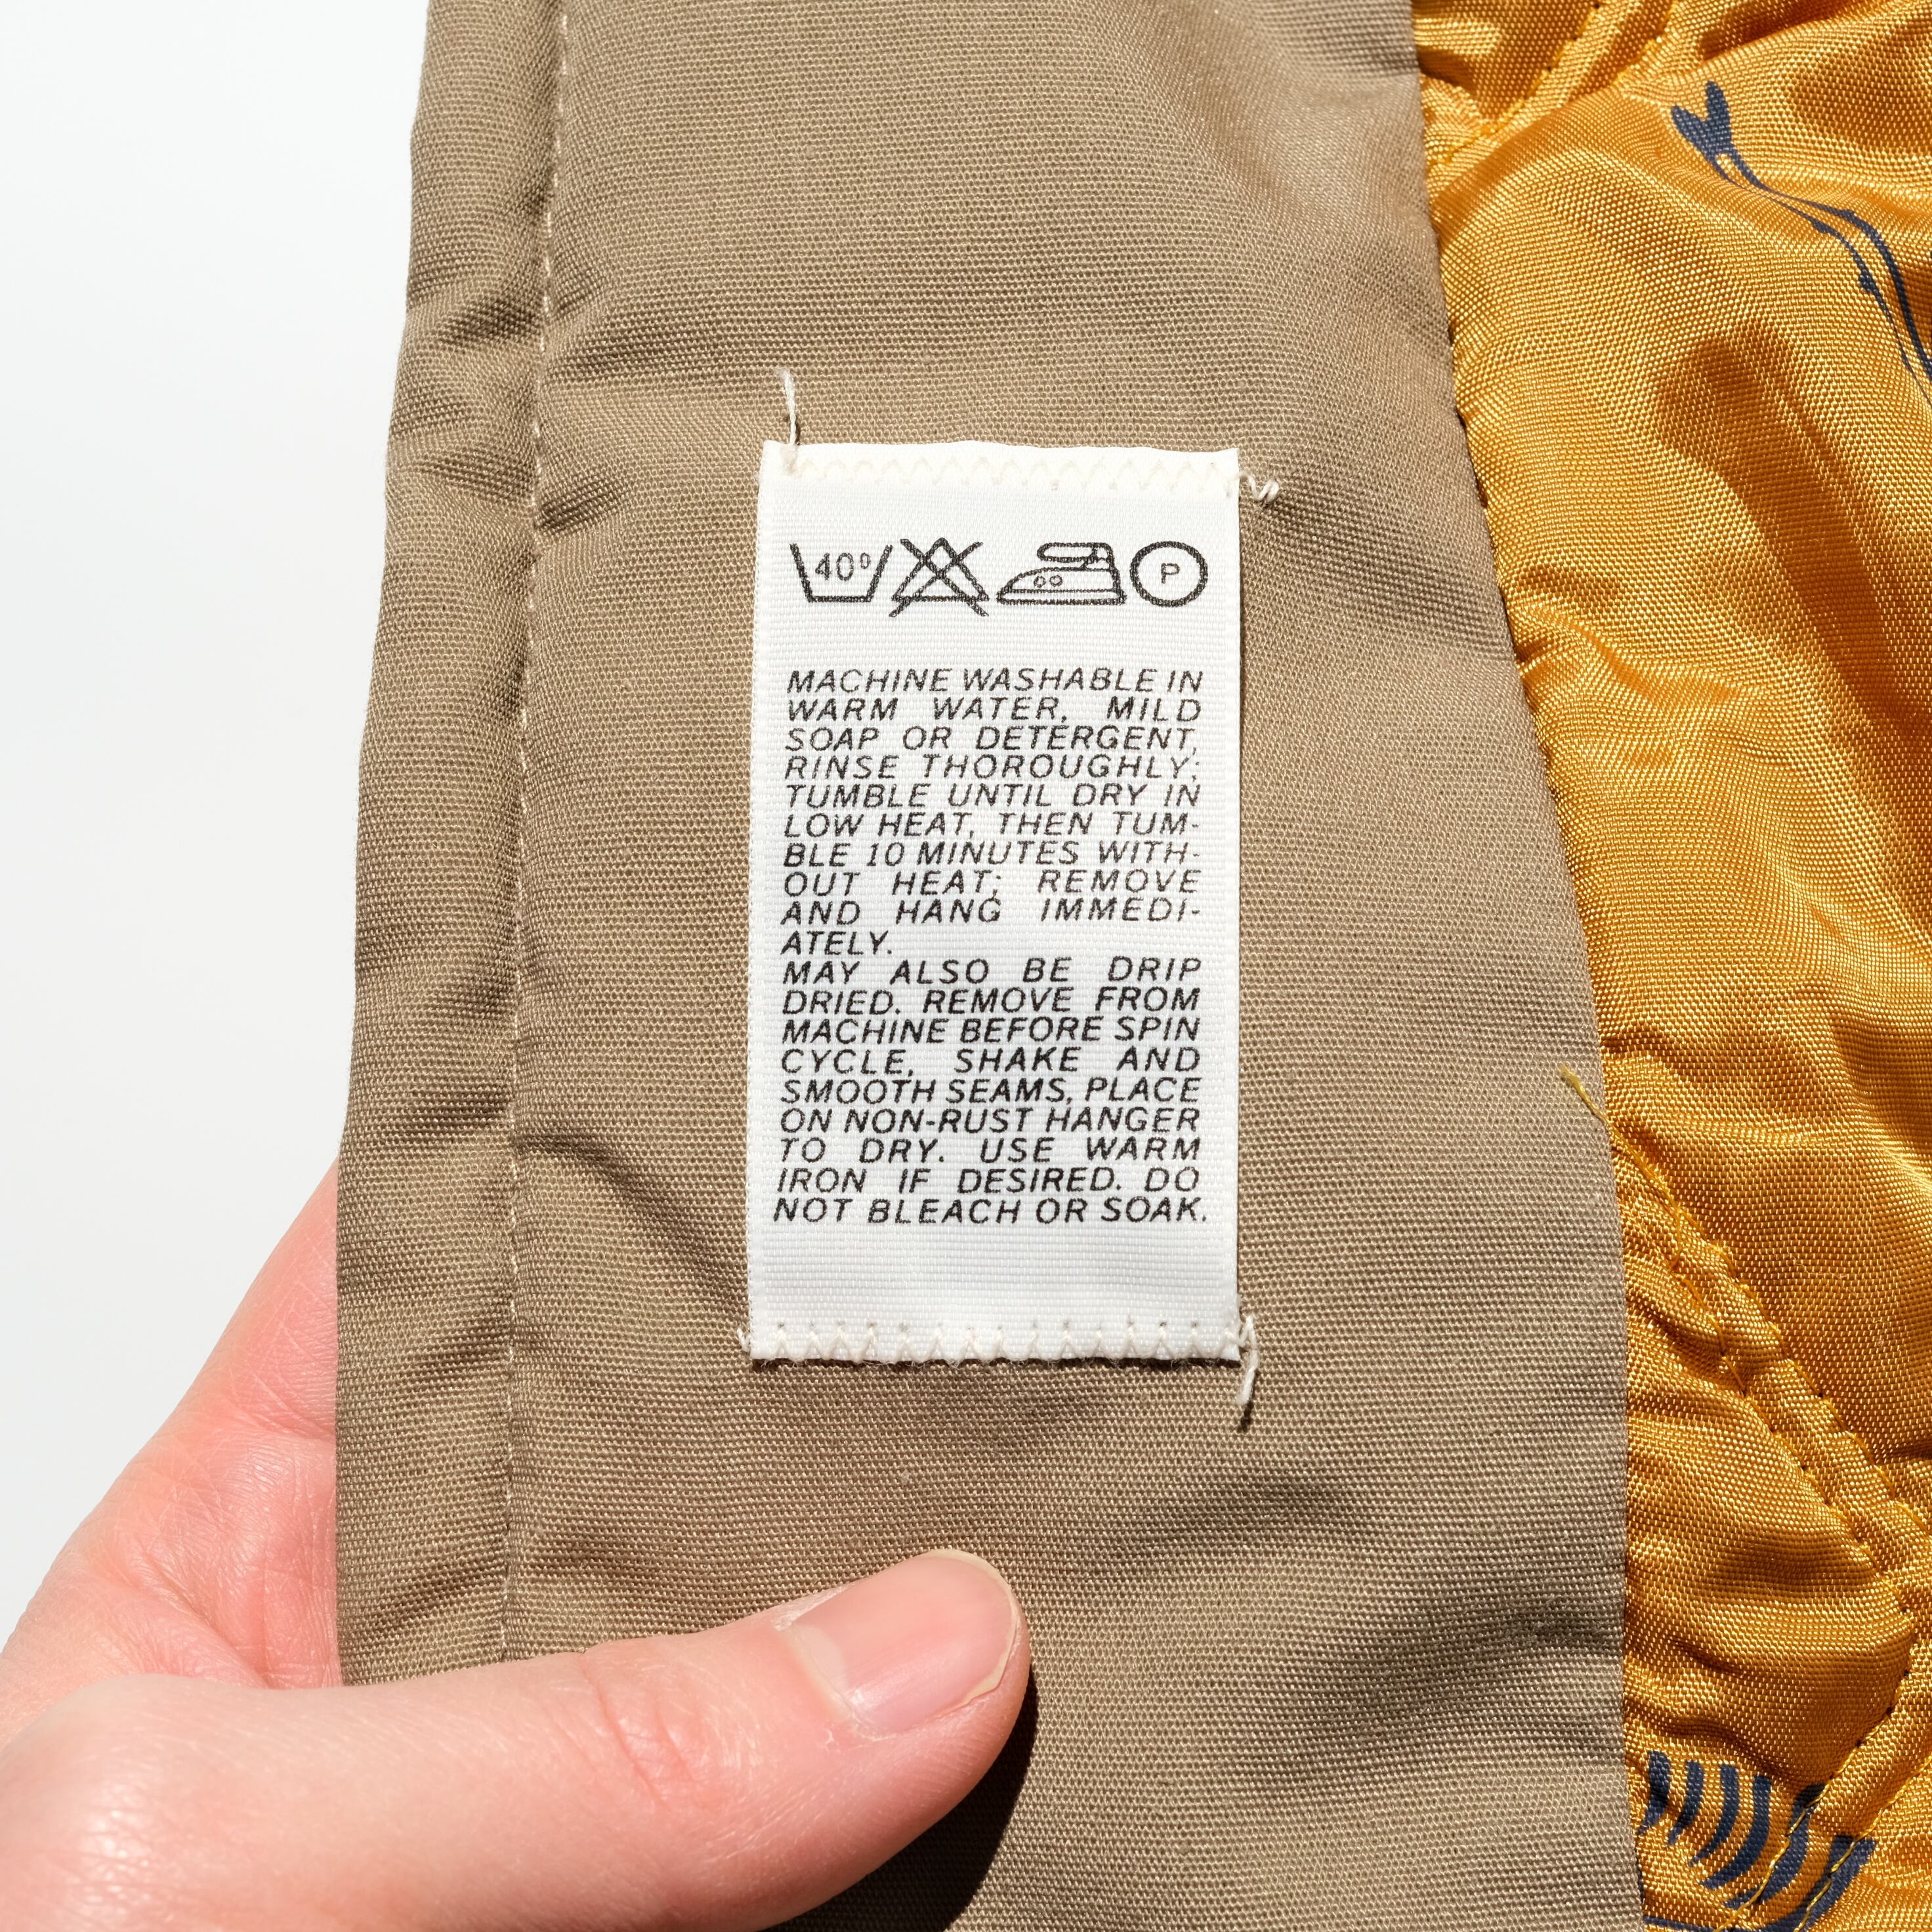 40° P
MACHINE WASHABLE IN
WARM WATER, MILD
SOAP OR DETERGENT,
RINSE THOROUGHLY;
TUMBLE UNTIL DRY IN
LOW HEAT, THEN TUM-
BLE 10 MINUTES WITH-
OUT HEAT; REMOVE
AND HANG IMMEDI-
ATELY.
MAY ALSO BE DRIP
DRIED. REMOVE FROM
MACHINE BEFORE SPIN
CYCLE, SHAKE AND
SMOOTH SEAMS, PLACE
ON NON-RUST HANGER
TO DRY. USE WARM
IRON IF DESIRED. DO
NOT BLEACH OR SOAK.